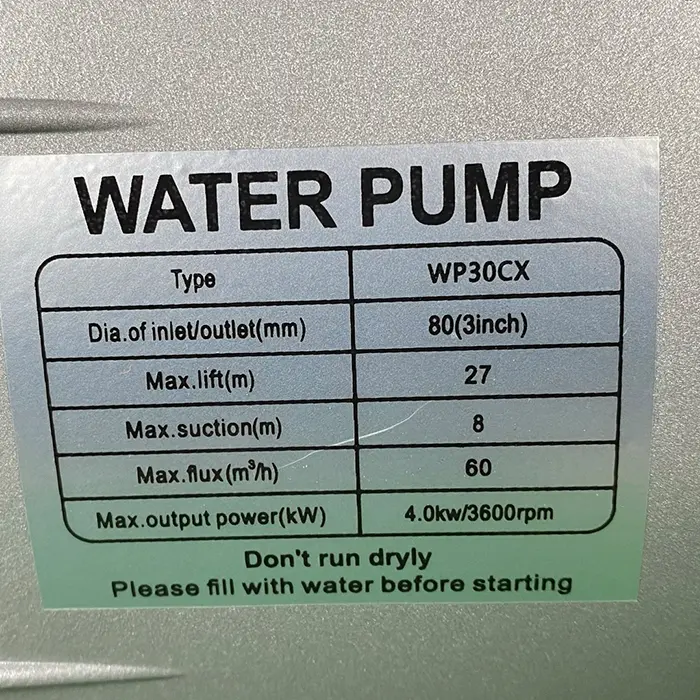 WATER PUMP
Type WP30CX
Dia.of inlet/outlet(mm) 80(3inch)
Max.lift(m) 27
Max.suction(m) 8
Max.flux(m³/h) 60
Max.output power(kW) 4.0kw/3600rpm
Don't run dryly
Please fill with water before starting